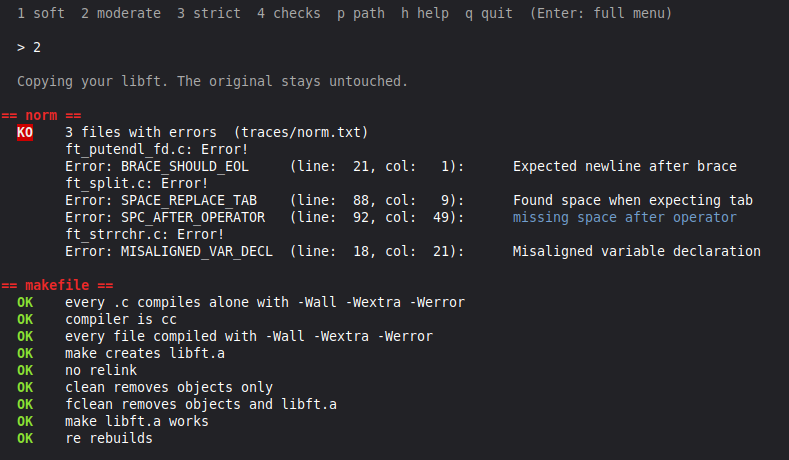 1 soft  2 moderate  3 strict  4 checks  p path  h help  q quit  (Enter: full menu)
> 2
Copying your libft. The original stays untouched.
== norm ==
KO    3 files with errors  (traces/norm.txt)
ft_putendl_fd.c: Error!
Error: BRACE_SHOULD_EOL     (line:  21, col:   1):      Expected newline after brace
ft_split.c: Error!
Error: SPACE_REPLACE_TAB    (line:  88, col:   9):      Found space when expecting tab
Error: SPC_AFTER_OPERATOR   (line:  92, col:  49):      missing space after operator
ft_strrchr.c: Error!
Error: MISALIGNED_VAR_DECL  (line:  18, col:  21):      Misaligned variable declaration
== makefile ==
OK    every .c compiles alone with -Wall -Wextra -Werror
OK    compiler is cc
OK    every file compiled with -Wall -Wextra -Werror
OK    make creates libft.a
OK    no relink
OK    clean removes objects only
OK    fclean removes objects and libft.a
OK    make libft.a works
OK    re rebuilds